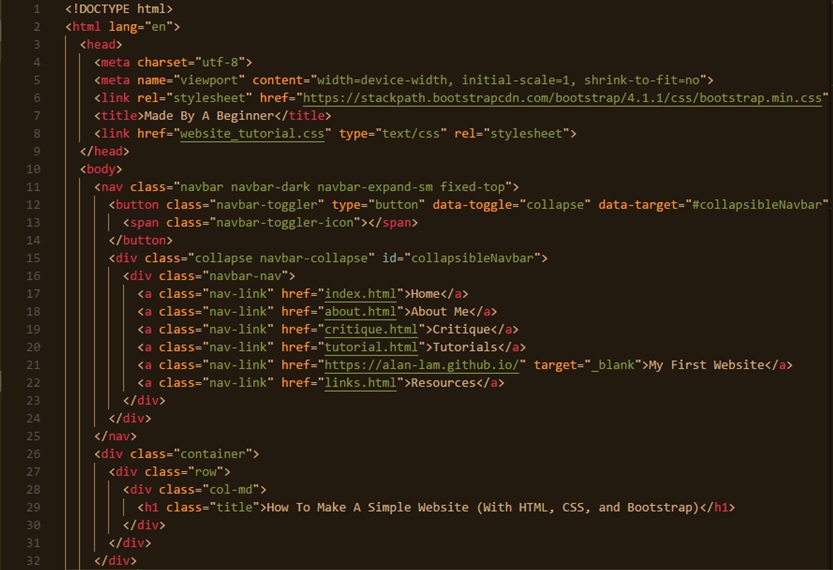 1 <!DOCTYPE html>
2 <html lang="en">
3 <head>
4 <meta charset="utf-8">
5 <meta name="viewport" content="width=device-width, initial-scale=1, shrink-to-fit=no">
6 <link rel="stylesheet" href="https://stackpath.bootstrapcdn.com/bootstrap/4.1.1/css/bootstrap.min.css"
7 <title>Made By A Beginner</title>
8 <link href="website_tutorial.css" type="text/css" rel="stylesheet">
9 </head>
10 <body>
11 <nav class="navbar navbar-dark navbar-expand-sm fixed-top">
12 <button class="navbar-toggler" type="button" data-toggle="collapse" data-target="#collapsibleNavbar"
13 <span class="navbar-toggler-icon"></span>
14 </button>
15 <div class="collapse navbar-collapse" id="collapsibleNavbar">
16 <div class="navbar-nav">
17 <a class="nav-link" href="index.html">Home</a>
18 <a class="nav-link" href="about.html">About Me</a>
19 <a class="nav-link" href="critique.html">Critique</a>
20 <a class="nav-link" href="tutorial.html">Tutorials</a>
21 <a class="nav-link" href="https://alan-lam.github.io/" target="_blank">My First Website</a>
22 <a class="nav-link" href="links.html">Resources</a>
23 </div>
24 </div>
25 </nav>
26 <div class="container">
27 <div class="row">
28 <div class="col-md">
29 <h1 class="title">How To Make A Simple Website (With HTML, CSS, and Bootstrap)</h1>
30 </div>
31 </div>
32 </div>